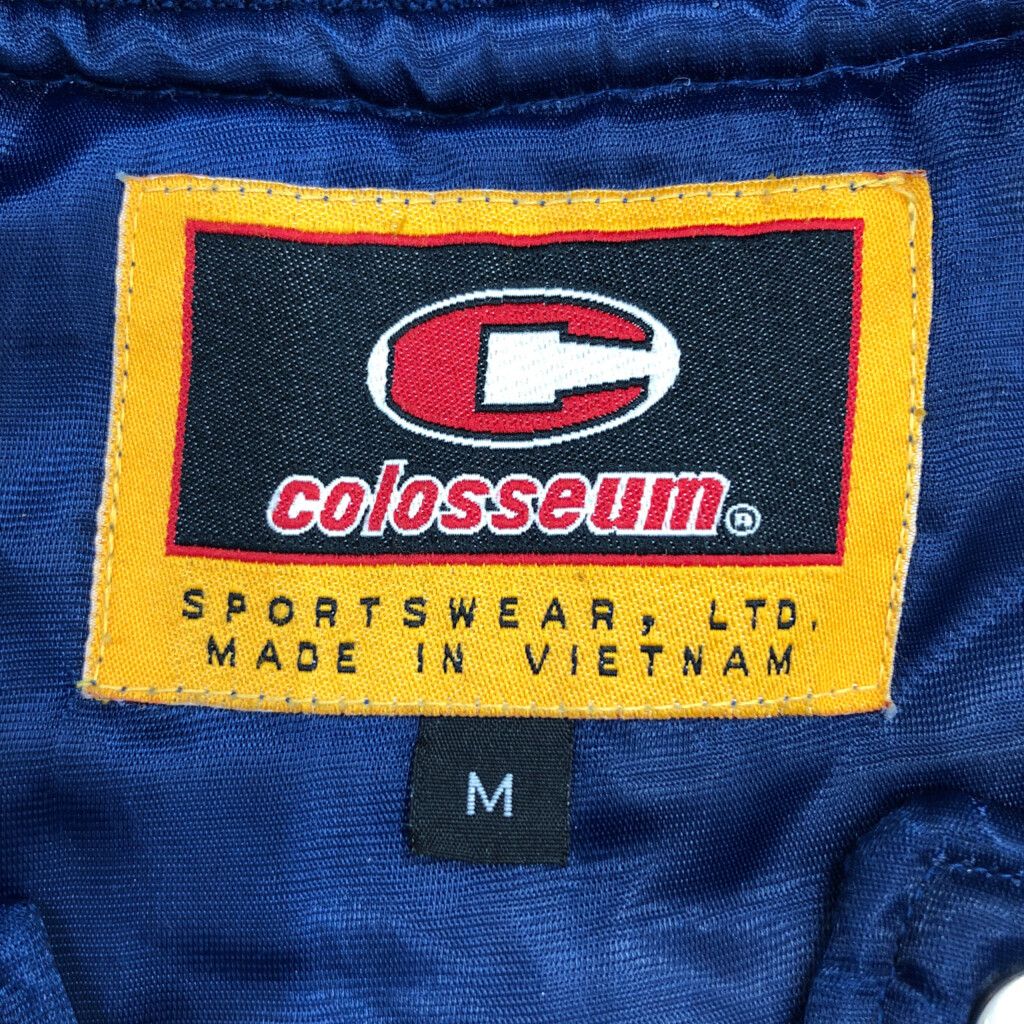 colosseum®
SPORTSWEAR, LTD.
MADE IN VIETNAM
M